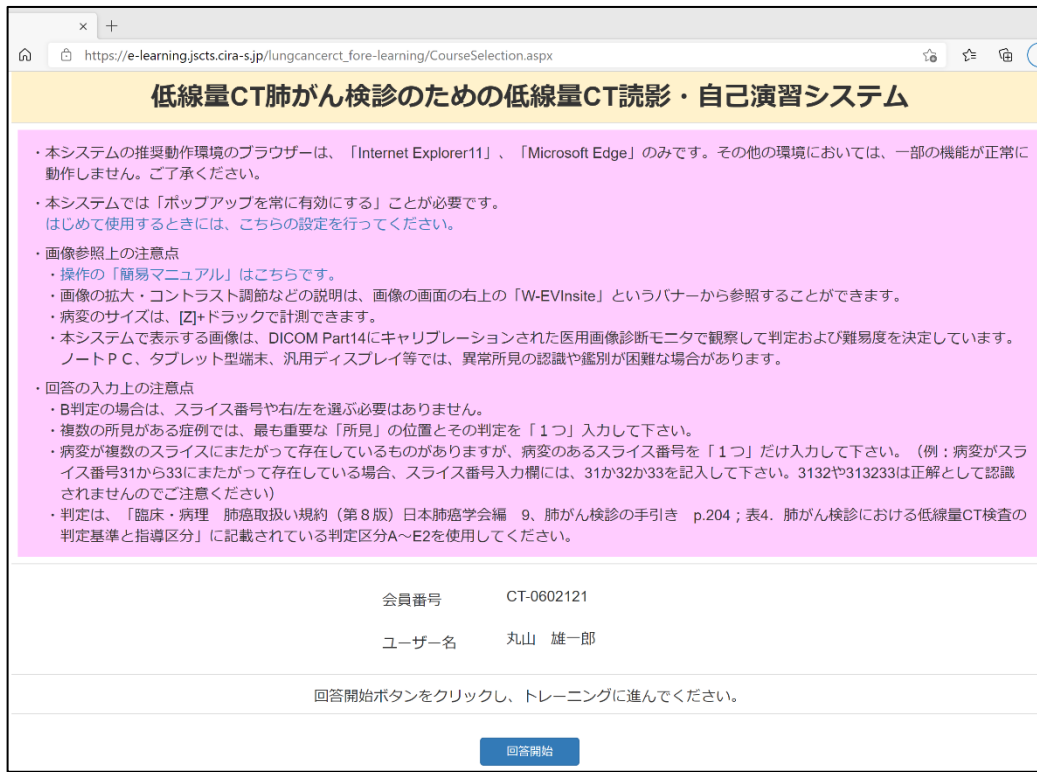 × +
https://e-learning.jscts.cira-s.jp/lungcancerct_fore-learning/CourseSelection.aspx
低線量CT肺がん検診のための低線量CT読影・自己演習システム
・本システムの推奨動作環境のブラウザーは、「Internet Explorer11」、「Microsoft Edge」のみです。その他の環境においては、一部の機能が正常に
動作しません。ご了承ください。
・本システムでは「ポップアップを常に有効にする」ことが必要です。
はじめて使用するときには、こちらの設定を行ってください。
・画像参照上の注意点
・操作の「簡易マニュアル」はこちらです。
・画像の拡大・コントラスト調節などの説明は、画像の画面の右上の「W-EVInsite」というバナーから参照することができます。
・病変のサイズは、[Z]+ドラックで計測できます。
・本システムで表示する画像は、DICOM Part14にキャリブレーションされた医用画像診断モニタで観察して判定および難易度を決定しています。
ノートＰＣ、タブレット型端末、汎用ディスプレイ等では、異常所見の認識や鑑別が困難な場合があります。
・回答の入力上の注意点
・B判定の場合は、スライス番号や右/左を選ぶ必要はありません。
・複数の所見がある症例では、最も重要な「所見」の位置とその判定を「１つ」入力して下さい。
・病変が複数のスライスにまたがって存在しているものがありますが、病変のあるスライス番号を「１つ」だけ入力して下さい。（例：病変がスラ
イス番号31から33にまたがって存在している場合、スライス番号入力欄には、31か32か33を記入して下さい。3132や313233は正解として認識
されませんのでご注意ください）
・判定は、「臨床・病理　肺癌取扱い規約（第８版）日本肺癌学会編　9、肺がん検診の手引き　p.204；表4．肺がん検診における低線量CT検査の
判定基準と指導区分」に記載されている判定区分A～E2を使用してください。
会員番号 CT-0602121
ユーザー名 丸山　雄一郎
回答開始ボタンをクリックし、トレーニングに進んでください。
回答開始